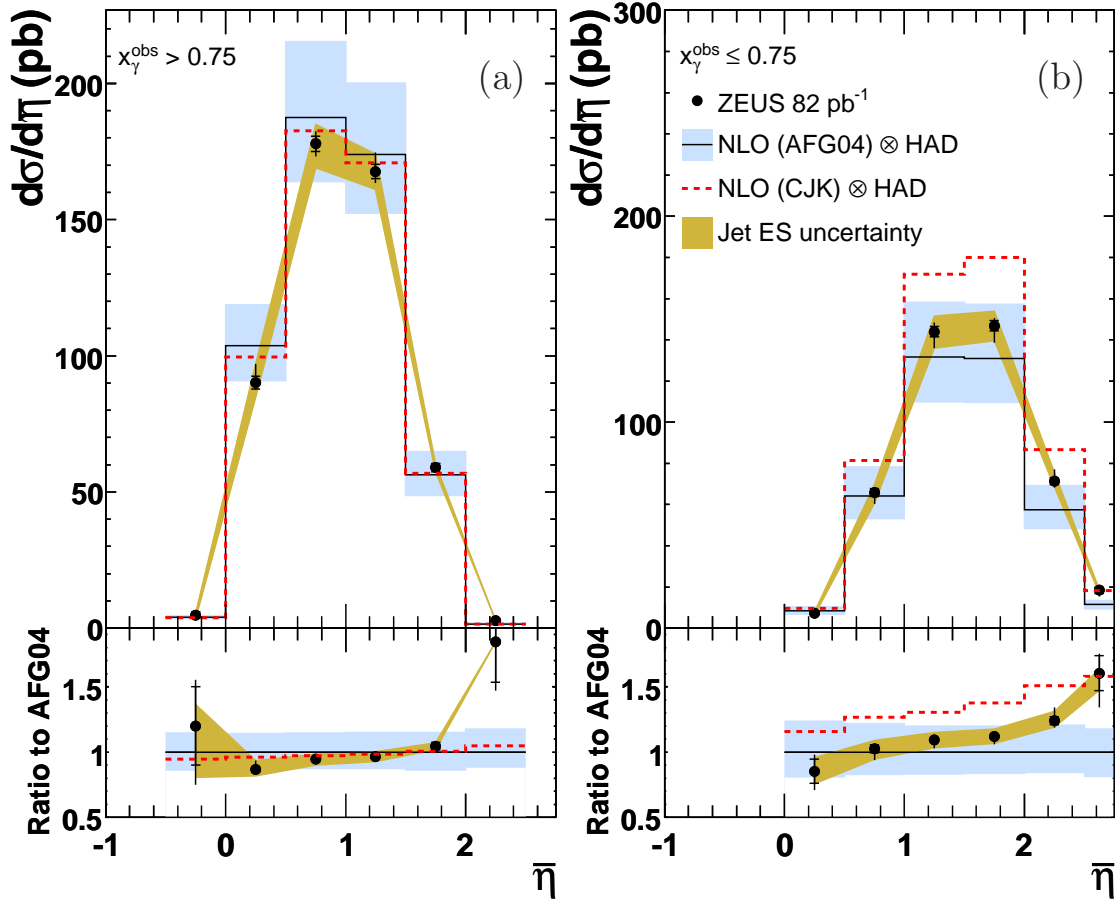 dσ/dη̅ (pb)
x_γ^obs > 0.75
(a)
200
150
100
50
0
Ratio to AFG04
1.5
1
0.5
-1 0 1 2
η̅
dσ/dη̅ (pb)
300
x_γ^obs ≤ 0.75
(b)
ZEUS 82 pb⁻¹
NLO (AFG04) ⊗ HAD
NLO (CJK) ⊗ HAD
Jet ES uncertainty
200
100
0
Ratio to AFG04
1.5
1
0.5
-1 0 1 2
η̅